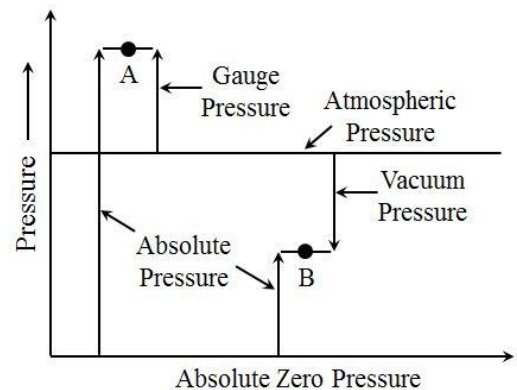 A
Gauge
Pressure
Atmospheric
Pressure
Vacuum
Pressure
Pressure
Absolute
Pressure
B
Absolute Zero Pressure